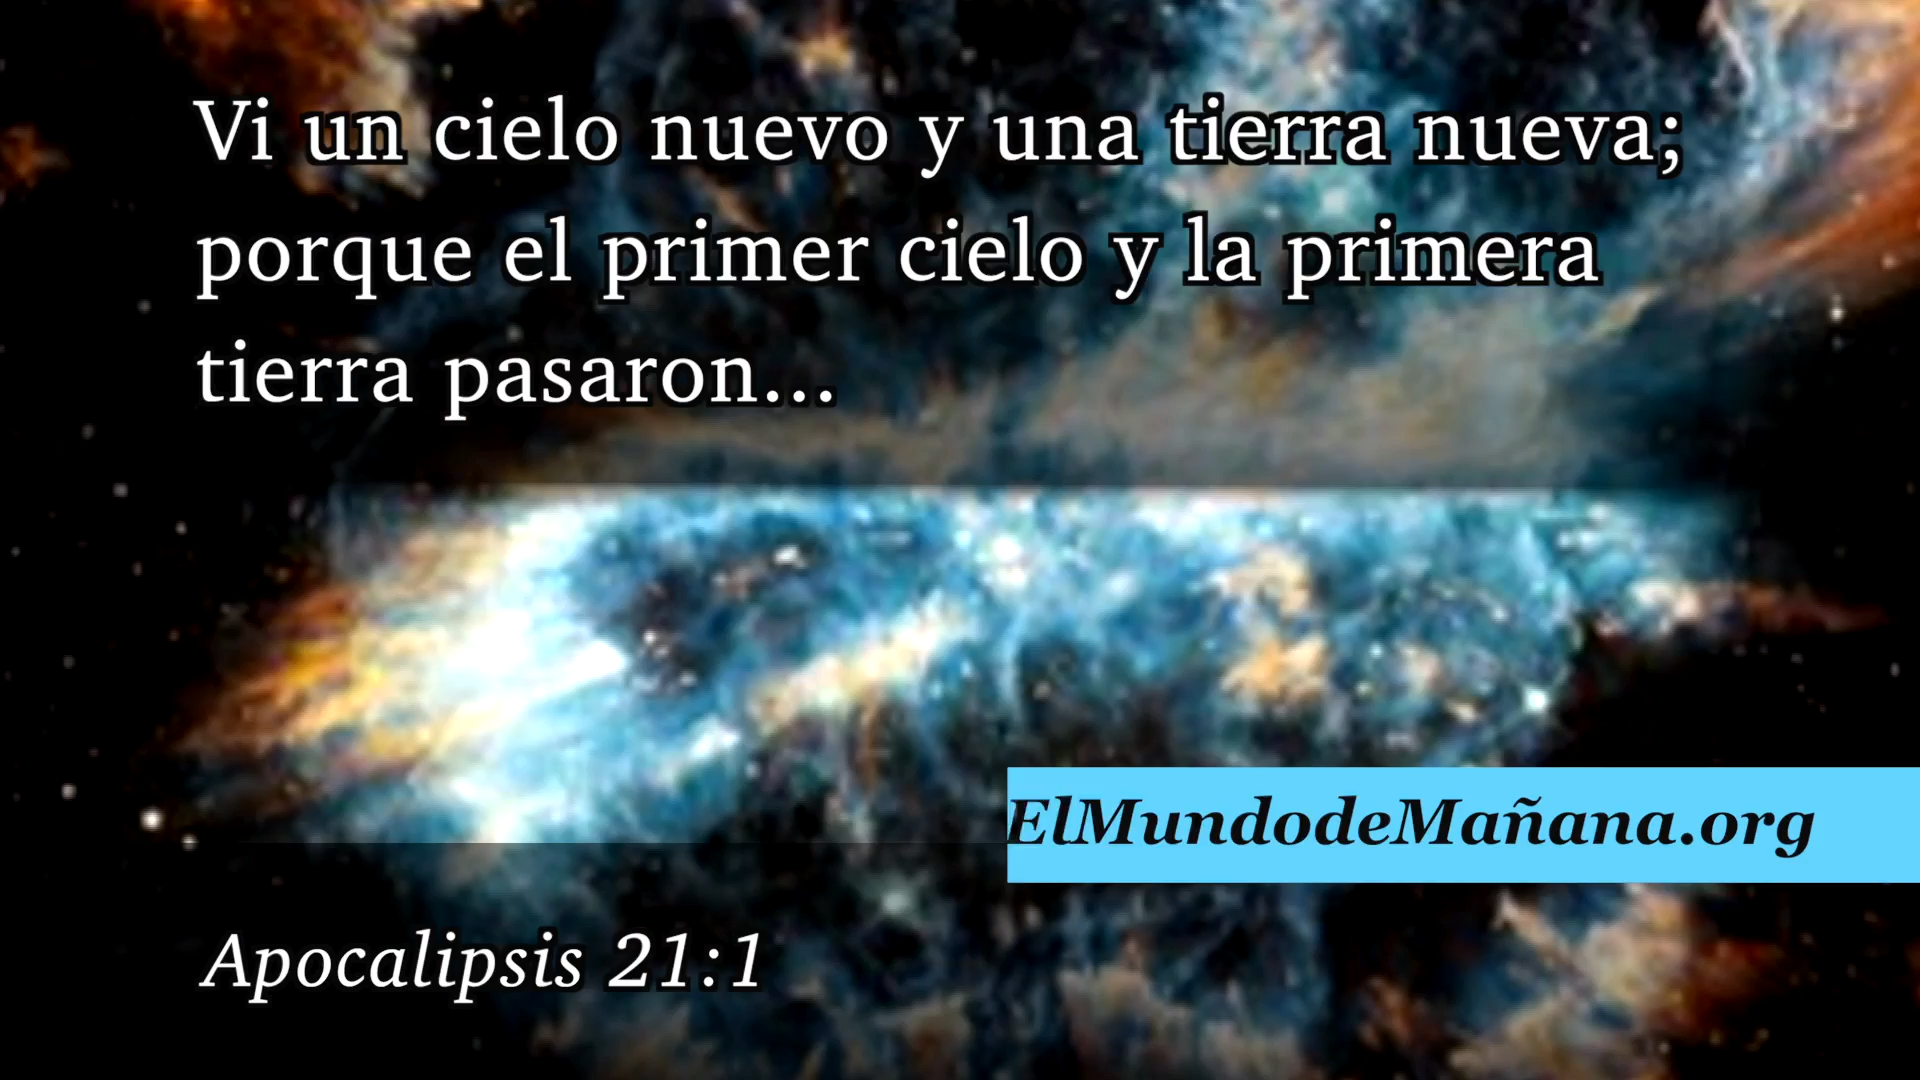 Vi un cielo nuevo y una tierra nueva;
porque el primer cielo y la primera
tierra pasaron...
ElMundodeMañana.org
Apocalipsis 21:1